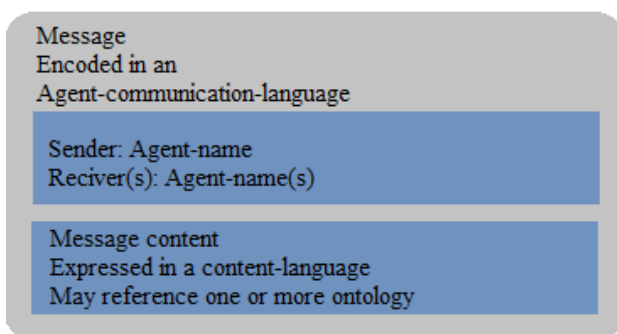 Message
Encoded in an
Agent-communication-language
Sender: Agent-name
Reciver(s): Agent-name(s)
Message content
Expressed in a content-language
May reference one or more ontology